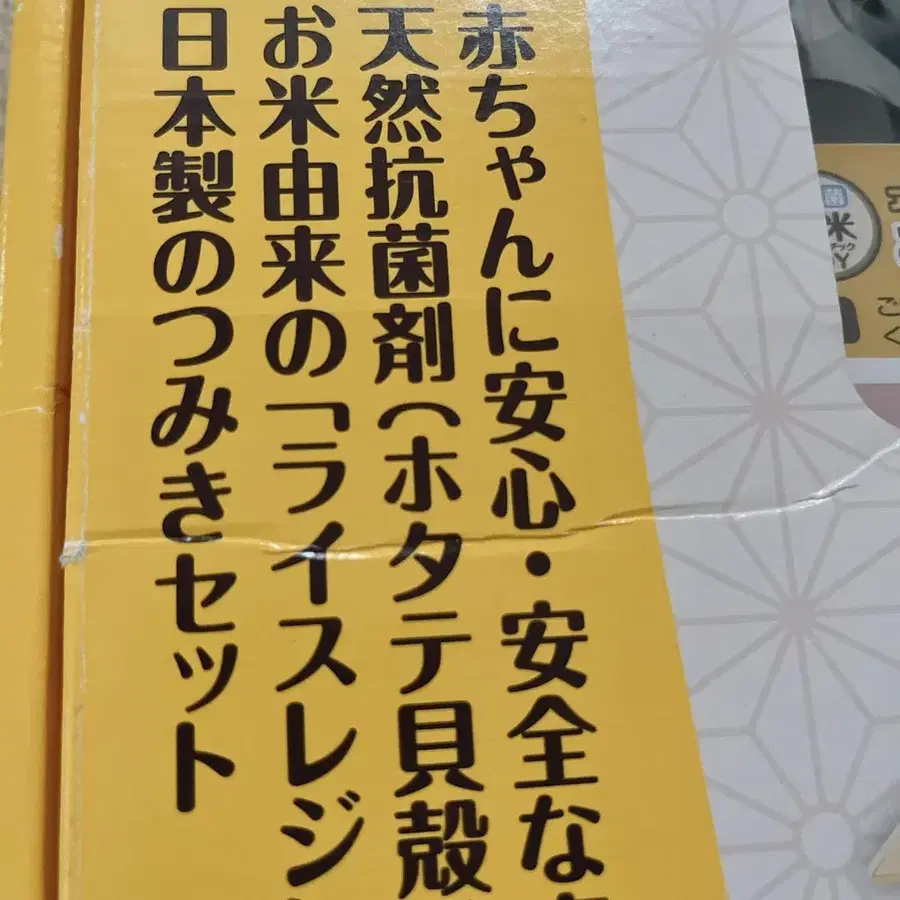 赤ちゃんに安心・安全な
天然抗菌剤(ホタテ貝殻
お米由来の「ライスレジ
日本製のつみきセット
菌
米